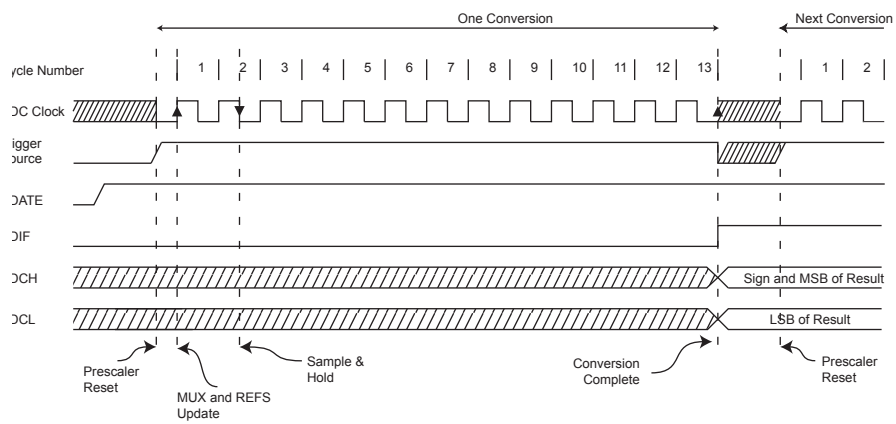 One Conversion Next Conversion
ycle Number 1 2 3 4 5 6 7 8 9 10 11 12 13 1 2
DC Clock
rigger
ource
DATE
DIF
DCH Sign and MSB of Result
DCL LSB of Result
Prescaler
Reset
MUX and REFS
Update
Sample &
Hold
Conversion
Complete
Prescaler
Reset